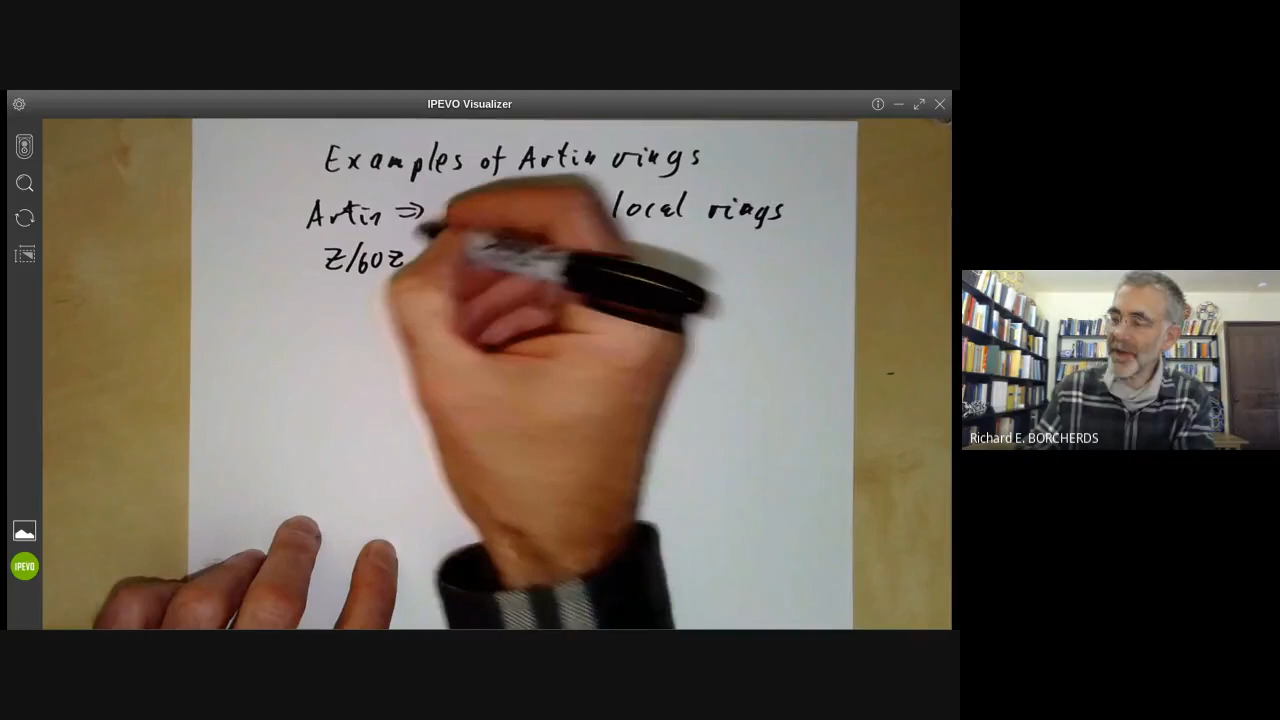 IPEVO Visualizer
Examples of Artin rings
Artin ⇒ local rings
Z/60Z
IPEVO
Richard E. BORCHERDS